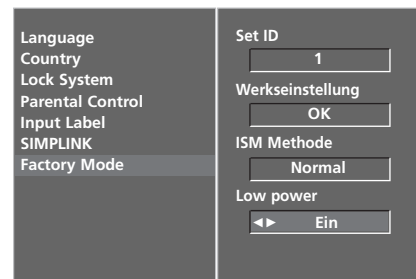 Language
Country
Lock System
Parental Control
Input Label
SIMPLINK
Factory Mode
Set ID
1
Werkseinstellung
OK
ISM Methode
Normal
Low power
◄► Ein